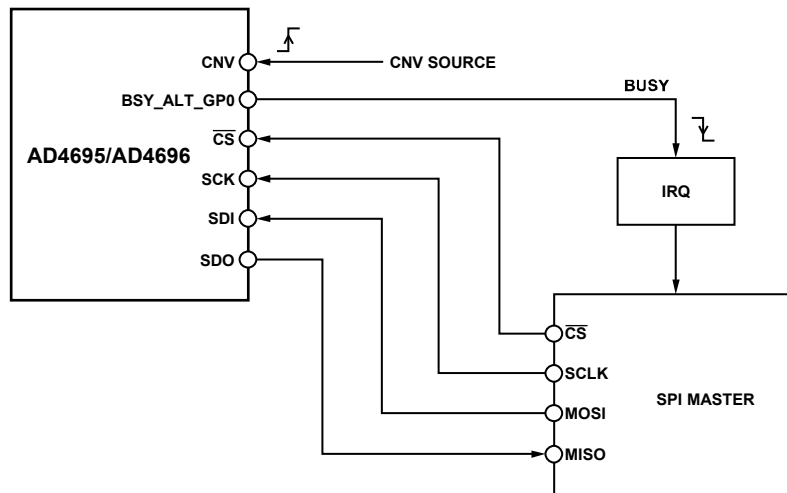 CNV
CNV SOURCE
BSY_ALT_GP0
BUSY
CS
AD4695/AD4696
SCK
IRQ
SDI
SDO
CS
SCLK
SPI MASTER
MOSI
MISO